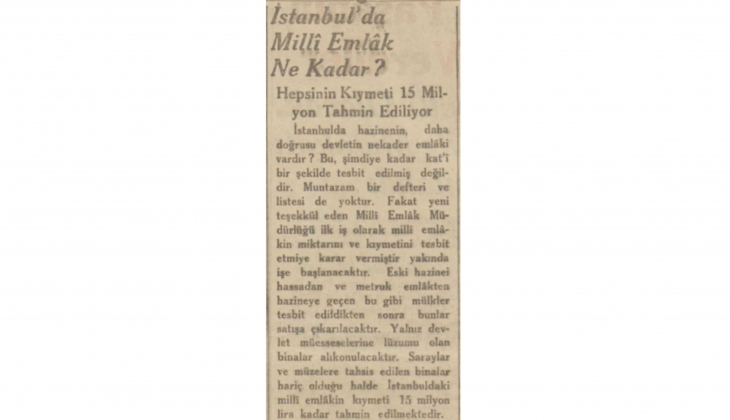 İstanbul'da
Millî Emlâk
Ne Kadar?
Hepsinin Kıymeti 15 Mil-
yon Tahmin Ediliyor
İstanbulda hazinenin, daha
doğrusu devletin nekader emlâki
vardır? Bu, şimdiye kadar kat'î
bir şekilde tesbit edilmiş değil-
dir. Muntazam bir defteri ve
listesi de yoktur. Fakat yeni
teşekkül eden Millî Emlâk Mü-
dürlüğü ilk iş olarak milli emlâ-
kin miktarını ve kıymetini tesbit
etmiye karar vermiştir yakında
işe başlanacaktır. Eski hazinei
hassadan ve metruk emlâkten
hazineye geçen bu gibi mülkler
tesbit edildikten sonra bunlar
satışa çıkarılacaktır. Yalnız dev-
let müesseselerine lüzumu olan
binalar alıkonulacaktır. Saraylar
ve müzelere tahsis edilen binalar
hariç olduğu halde İstanbuldaki
milli emlâkin kıymeti 15 milyon
lira kadar tahmin edilmektedir.